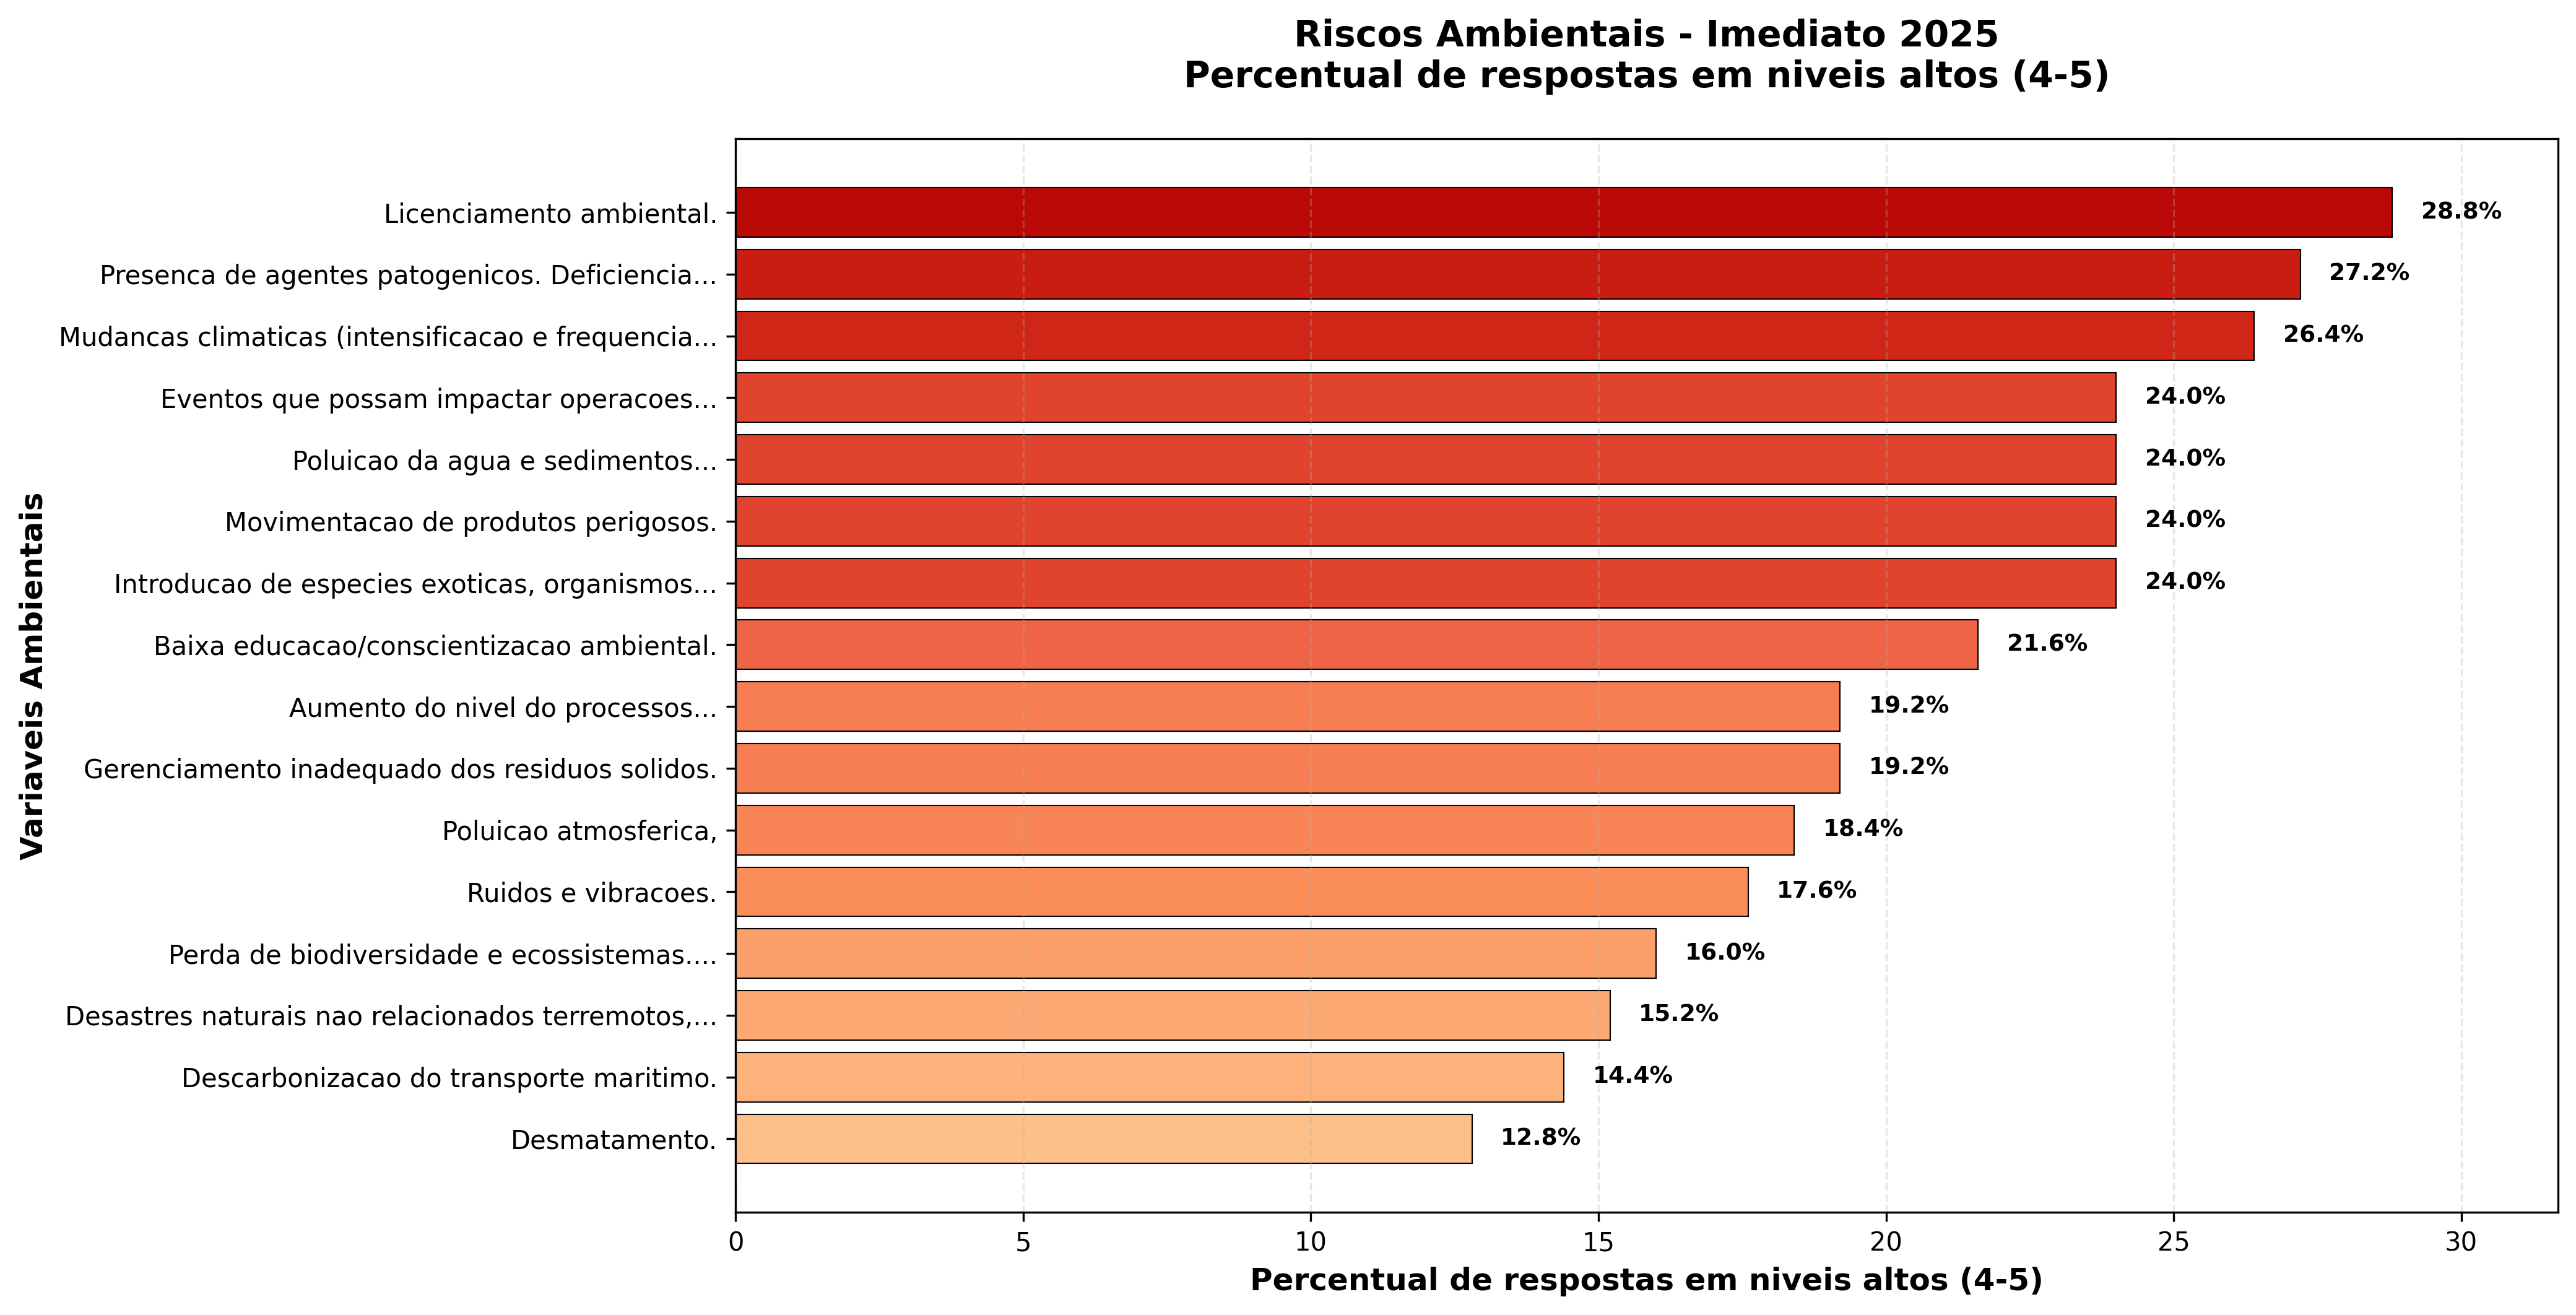 Riscos Ambientais - Imediato 2025
Percentual de respostas em niveis altos (4-5)
Variaveis Ambientais
Licenciamento ambiental. 28.8%
Presenca de agentes patogenicos. Deficiencia... 27.2%
Mudancas climaticas (intensificacao e frequencia... 26.4%
Eventos que possam impactar operacoes... 24.0%
Poluicao da agua e sedimentos... 24.0%
Movimentacao de produtos perigosos. 24.0%
Introducao de especies exoticas, organismos... 24.0%
Baixa educacao/conscientizacao ambiental. 21.6%
Aumento do nivel do processos... 19.2%
Gerenciamento inadequado dos residuos solidos. 19.2%
Poluicao atmosferica, 18.4%
Ruidos e vibracoes. 17.6%
Perda de biodiversidade e ecossistemas.... 16.0%
Desastres naturais nao relacionados terremotos,... 15.2%
Descarbonizacao do transporte maritimo. 14.4%
Desmatamento. 12.8%
0 5 10 15 20 25 30
Percentual de respostas em niveis altos (4-5)